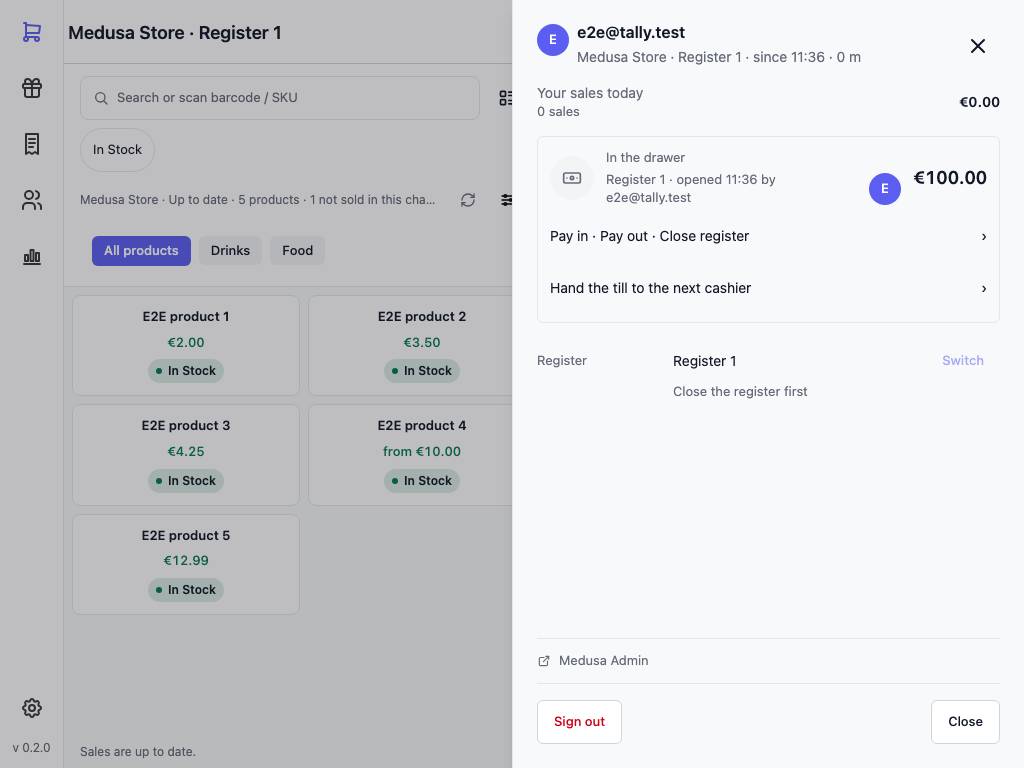 Medusa Store · Register 1
Search or scan barcode / SKU
In Stock
Medusa Store · Up to date · 5 products · 1 not sold in this cha...
All products
Drinks
Food
E2E product 1
€2.00
In Stock
E2E product 2
€3.50
In Stock
E2E product 3
€4.25
In Stock
E2E product 4
from €10.00
In Stock
E2E product 5
€12.99
In Stock
v 0.2.0
Sales are up to date.
E
e2e@tally.test
Medusa Store · Register 1 · since 11:36 · 0 m
Your sales today
0 sales
€0.00
In the drawer
Register 1 · opened 11:36 by
e2e@tally.test
E
€100.00
Pay in · Pay out · Close register
›
Hand the till to the next cashier
›
Register
Register 1
Switch
Close the register first
Medusa Admin
Sign out
Close